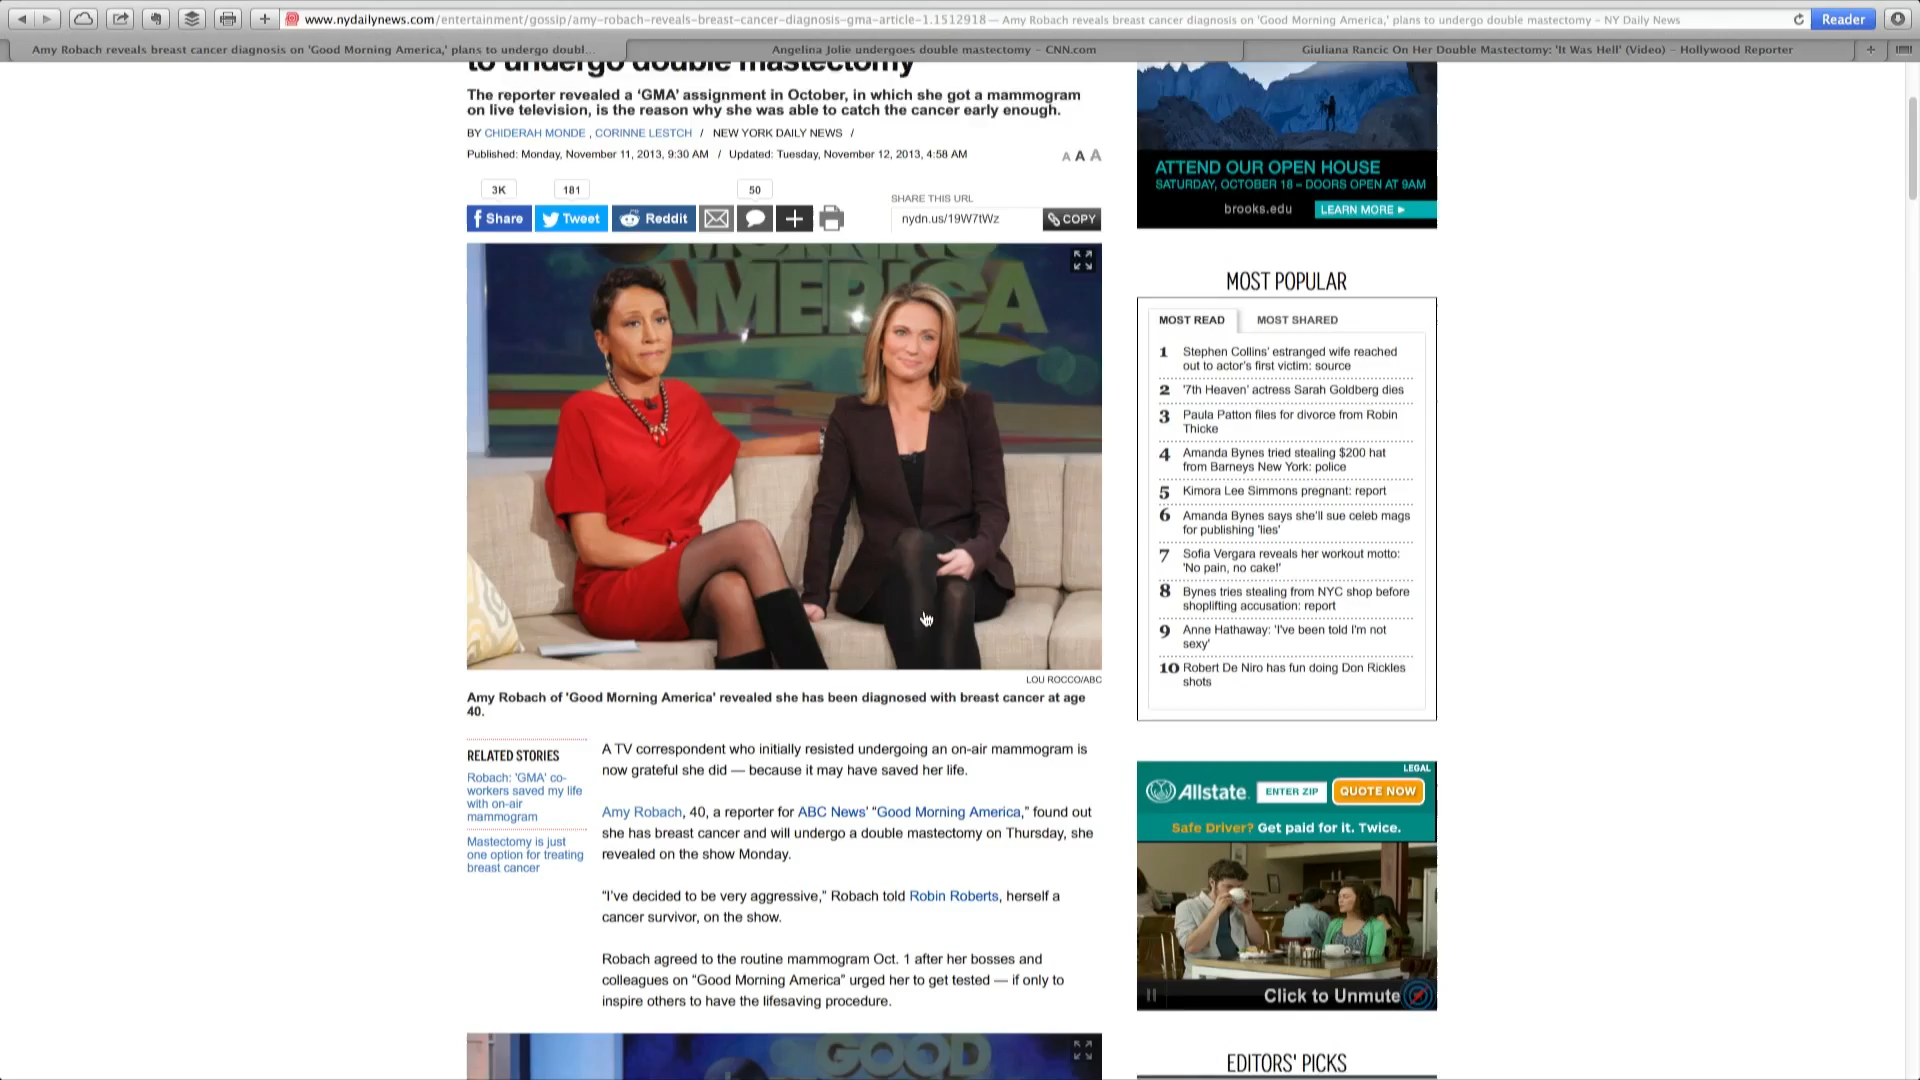 www.nydailynews.com/entertainment/gossip/amy-robach-reveals-breast-cancer-diagnosis-gma-article-1.1512918 — Amy Robach reveals breast cancer diagnosis on 'Good Morning America,' plans to undergo double mastectomy – NY Daily News
Reader
Amy Robach reveals breast cancer diagnosis on 'Good Morning America,' plans to undergo doubl...
Angelina Jolie undergoes double mastectomy – CNN.com
Giuliana Rancic On Her Double Mastectomy: 'It Was Hell' (Video) – Hollywood Reporter
to undergo double mastectomy
The reporter revealed a ‘GMA’ assignment in October, in which she got a mammogram
on live television, is the reason why she was able to catch the cancer early enough.
BY CHIDERAH MONDE , CORINNE LESTCH / NEW YORK DAILY NEWS /
Published: Monday, November 11, 2013, 9:30 AM / Updated: Tuesday, November 12, 2013, 4:58 AM
A A A
3K
181
50
SHARE THIS URL
Share
Tweet
Reddit
nydn.us/19W7tWz
COPY
MORNING
AMERICA
LOU ROCCO/ABC
Amy Robach of 'Good Morning America' revealed she has been diagnosed with breast cancer at age
40.
RELATED STORIES
Robach: 'GMA' co-
workers saved my life
with on-air
mammogram
Mastectomy is just
one option for treating
breast cancer
A TV correspondent who initially resisted undergoing an on-air mammogram is
now grateful she did — because it may have saved her life.
Amy Robach, 40, a reporter for ABC News’ “Good Morning America,” found out
she has breast cancer and will undergo a double mastectomy on Thursday, she
revealed on the show Monday.
“I’ve decided to be very aggressive,” Robach told Robin Roberts, herself a
cancer survivor, on the show.
Robach agreed to the routine mammogram Oct. 1 after her bosses and
colleagues on “Good Morning America” urged her to get tested — if only to
inspire others to have the lifesaving procedure.
GOOD
ATTEND OUR OPEN HOUSE
SATURDAY, OCTOBER 18 – DOORS OPEN AT 9AM
brooks.edu
LEARN MORE
MOST POPULAR
MOST READ
MOST SHARED
1 Stephen Collins’ estranged wife reached
out to actor’s first victim: source
2 '7th Heaven' actress Sarah Goldberg dies
3 Paula Patton files for divorce from Robin
Thicke
4 Amanda Bynes tried stealing $200 hat
from Barneys New York: police
5 Kimora Lee Simmons pregnant: report
6 Amanda Bynes says she’ll sue celeb mags
for publishing 'lies'
7 Sofia Vergara reveals her workout motto:
'No pain, no cake!'
8 Bynes tries stealing from NYC shop before
shoplifting accusation: report
9 Anne Hathaway: 'I've been told I'm not
sexy'
10 Robert De Niro has fun doing Don Rickles
shots
LEGAL
Allstate.
ENTER ZIP
QUOTE NOW
Safe Driver? Get paid for it. Twice.
Click to Unmute
EDITORS' PICKS